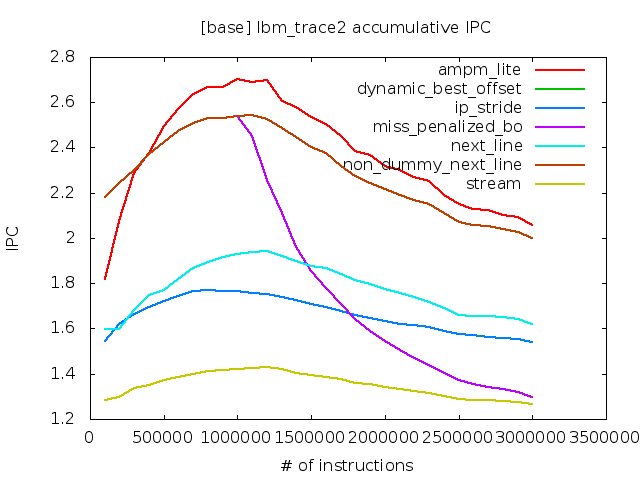 [base] lbm_trace2 accumulative IPC
2.8
2.6
2.4
2.2
2
1.8
1.6
1.4
1.2
IPC
ampm_lite
dynamic_best_offset
ip_stride
miss_penalized_bo
next_line
non_dummy_next_line
stream
0 500000 1000000 1500000 2000000 2500000 3000000 3500000
# of instructions